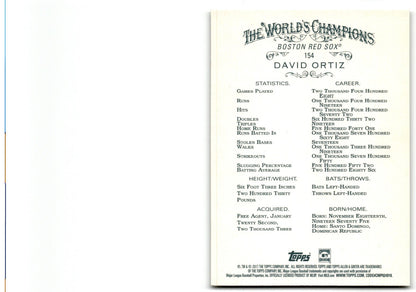 THE WORLD'S CHAMPIONS
BOSTON RED SOX®
154
DAVID ORTIZ
STATISTICS. CAREER.
GAMES PLAYED TWO THOUSAND FOUR HUNDRED
EIGHT
RUNS ONE THOUSAND FOUR HUNDRED
NINETEEN
HITS TWO THOUSAND FOUR HUNDRED
SEVENTY TWO
DOUBLES SIX HUNDRED THIRTY TWO
TRIPLES NINETEEN
HOME RUNS FIVE HUNDRED FORTY ONE
RUNS BATTED IN ONE THOUSAND SEVEN HUNDRED
SIXTY EIGHT
STOLEN BASES SEVENTEEN
WALKS ONE THOUSAND THREE HUNDRED
NINETEEN
STRIKEOUTS ONE THOUSAND SEVEN HUNDRED
FIFTY
SLUGGING PERCENTAGE FIVE HUNDRED FIFTY TWO
BATTING AVERAGE TWO HUNDRED EIGHTY SIX
HEIGHT/WEIGHT. BATS/THROWS.
SIX FOOT THREE INCHES BATS LEFT-HANDED
TWO HUNDRED THIRTY THROWS LEFT-HANDED
POUNDS
ACQUIRED. BORN/HOME.
FREE AGENT, JANUARY BORN: NOVEMBER EIGHTEENTH,
TWENTY SECOND, NINETEEN SEVENTY FIVE
TWO THOUSAND THREE HOME: SANTO DOMINGO,
DOMINICAN REPUBLIC
Topps